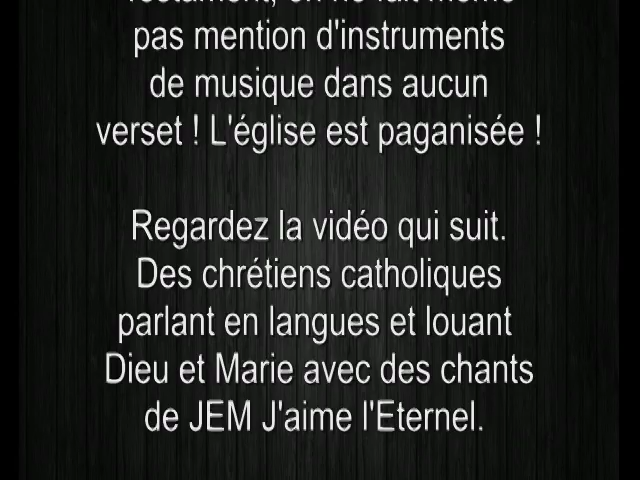 pas mention d'instruments
de musique dans aucun
verset ! L'église est paganisée !
Regardez la vidéo qui suit.
Des chrétiens catholiques
parlant en langues et louant
Dieu et Marie avec des chants
de JEM J'aime l'Eternel.